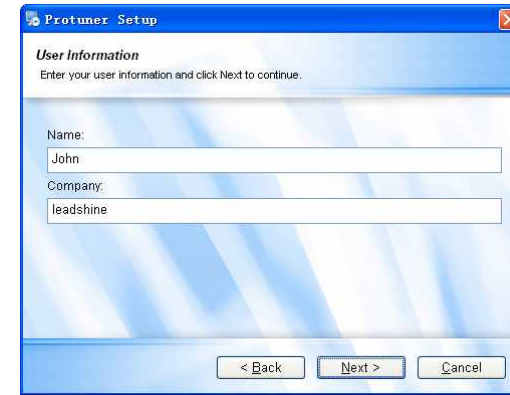 Protuner Setup
User Information
Enter your user information and click Next to continue.
Name:
John
Company:
leadshine
< Back
Next >
Cancel